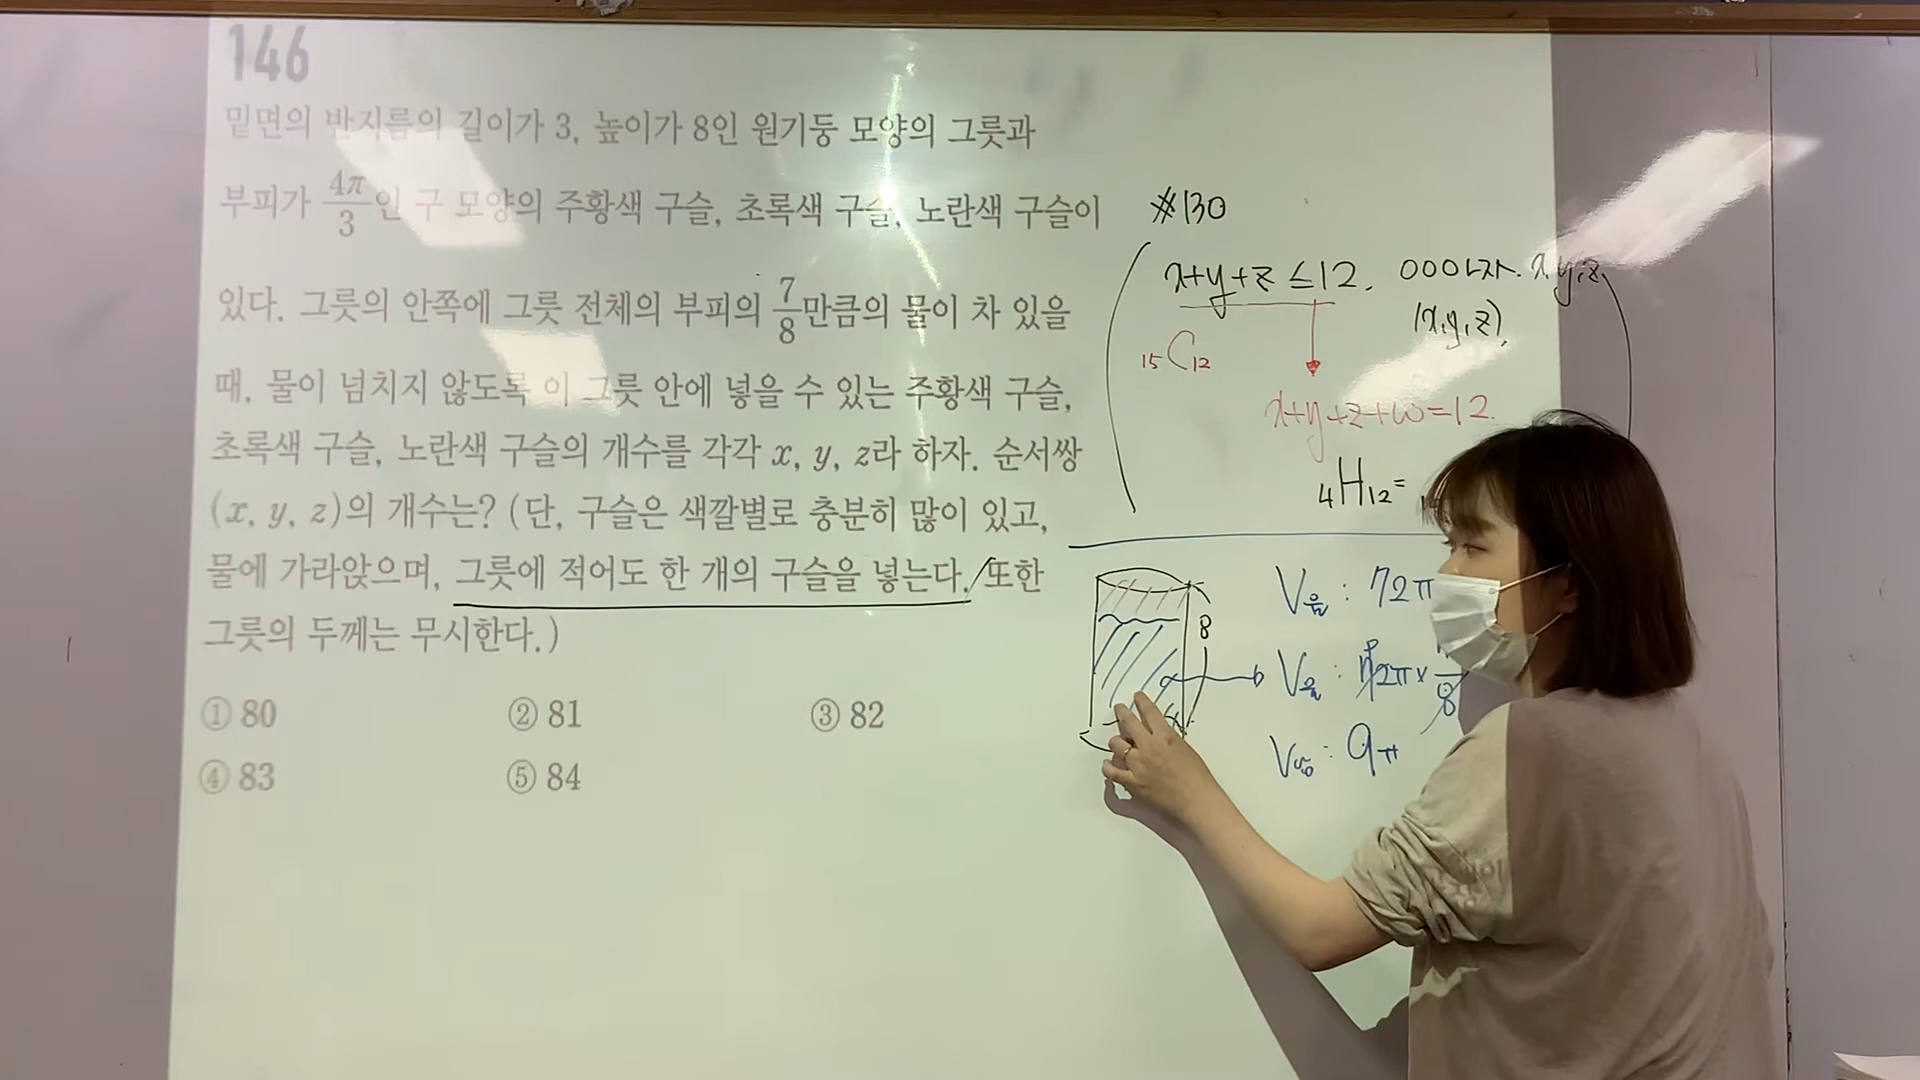 146
밑면의 반지름의 길이가 3, 높이가 8인 원기둥 모양의 그릇과
부피가 4π/3인 구 모양의 주황색 구슬, 초록색 구슬, 노란색 구슬이
있다. 그릇의 안쪽에 그릇 전체의 부피의 7/8만큼의 물이 차 있을
때, 물이 넘치지 않도록 이 그릇 안에 넣을 수 있는 주황색 구슬,
초록색 구슬, 노란색 구슬의 개수를 각각 x, y, z라 하자. 순서쌍
(x, y, z)의 개수는? (단, 구슬은 색깔별로 충분히 많이 있고,
물에 가라앉으며, 그릇에 적어도 한 개의 구슬을 넣는다. 또한
그릇의 두께는 무시한다.)
① 80 ② 81 ③ 82
④ 83 ⑤ 84
#130
x+y+z≤12. x, y, z
(x, y, z)
15C12
x+y+z+w=12.
4H12=
8
V : 72π
V물 : 72π×/8
V : 9π